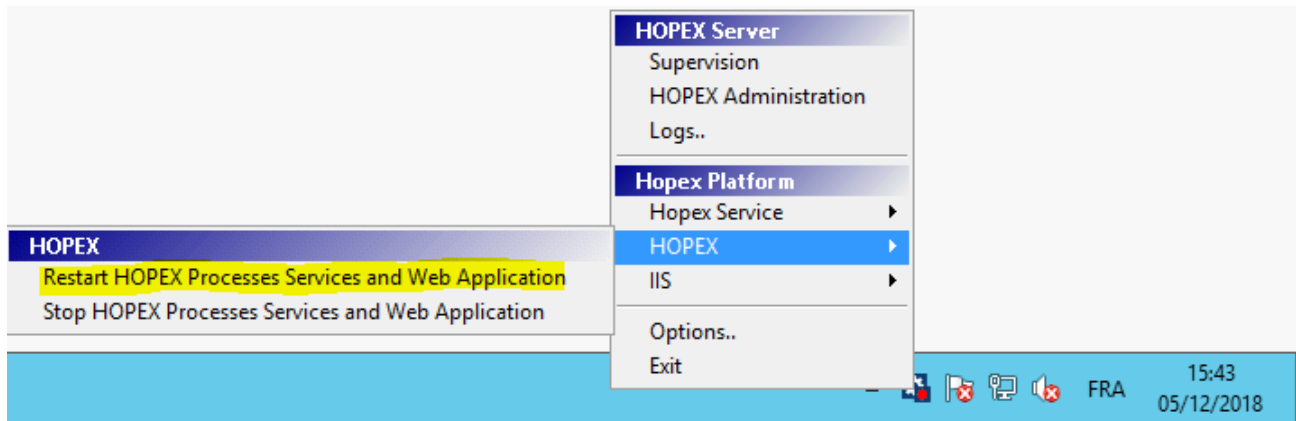 HOPEX Server
Supervision
HOPEX Administration
Logs..
Hopex Platform
Hopex Service
HOPEX
IIS
Options..
Exit
HOPEX
Restart HOPEX Processes Services and Web Application
Stop HOPEX Processes Services and Web Application
FRA
15:43
05/12/2018